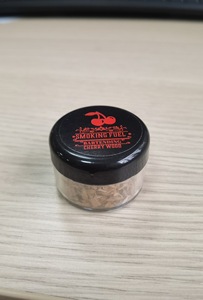 SMOKING FUEL
BARTENDING
CHERRY WOOD